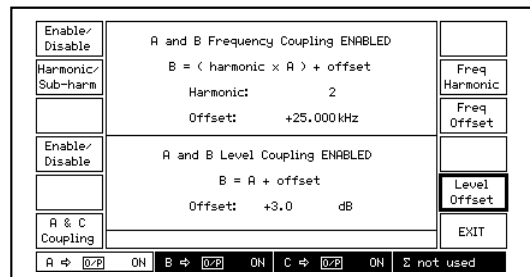 Enable/
Disable
Harmonic/
Sub-harm
Enable/
Disable
A & C
Coupling
A and B Frequency Coupling ENABLED
B = ( harmonic x A ) + offset
Harmonic: 2
Offset: +25.000 kHz
A and B Level Coupling ENABLED
B = A + offset
Offset: +3.0 dB
Freq
Harmonic
Freq
Offset
Level
Offset
EXIT
A ⇨ O/P ON B ⇨ O/P ON C ⇨ O/P ON Σ not used